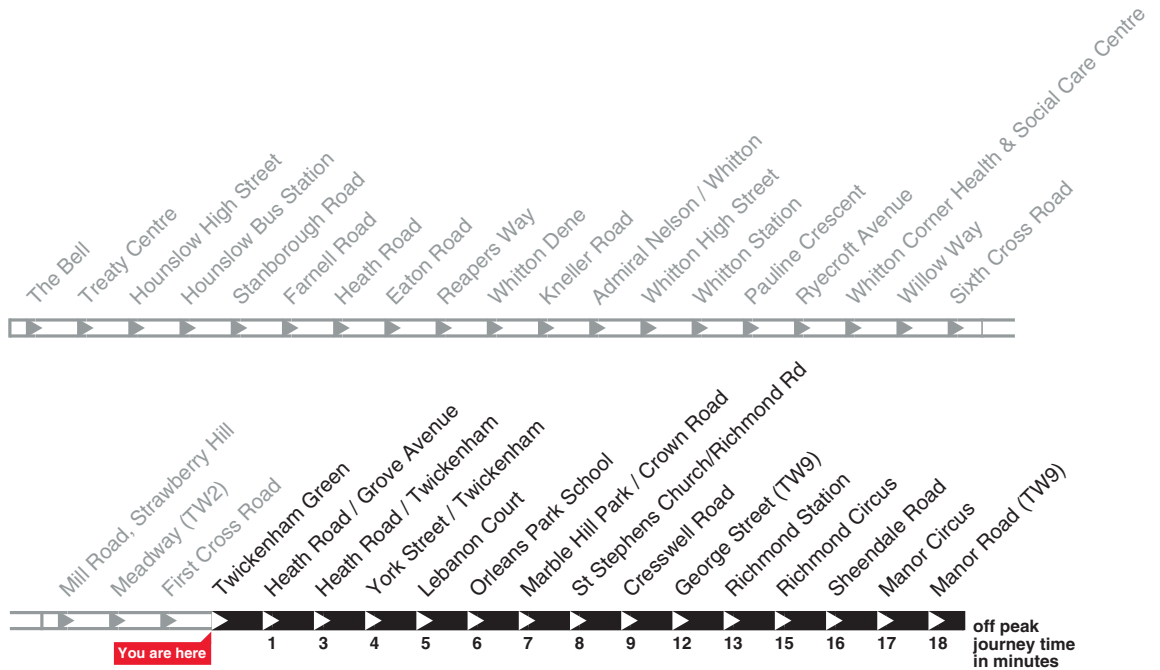 The Bell
Treaty Centre
Hounslow High Street
Hounslow Bus Station
Stanborough Road
Farnell Road
Heath Road
Eaton Road
Reapers Way
Whitton Dene
Kneller Road
Admiral Nelson / Whitton
Whitton High Street
Whitton Station
Pauline Crescent
Ryecroft Avenue
Whitton Corner Health & Social Care Centre
Willow Way
Sixth Cross Road
Mill Road, Strawberry Hill
Meadway (TW2)
First Cross Road
Twickenham Green
Heath Road / Grove Avenue
Heath Road / Twickenham
York Street / Twickenham
Lebanon Court
Orleans Park School
Marble Hill Park / Crown Road
St Stephens Church/Richmond Rd
Cresswell Road
George Street (TW9)
Richmond Station
Richmond Circus
Sheendale Road
Manor Circus
Manor Road (TW9)
You are here
1 3 4 5 6 7 8 9 12 13 15 16 17 18
off peak
journey time
in minutes